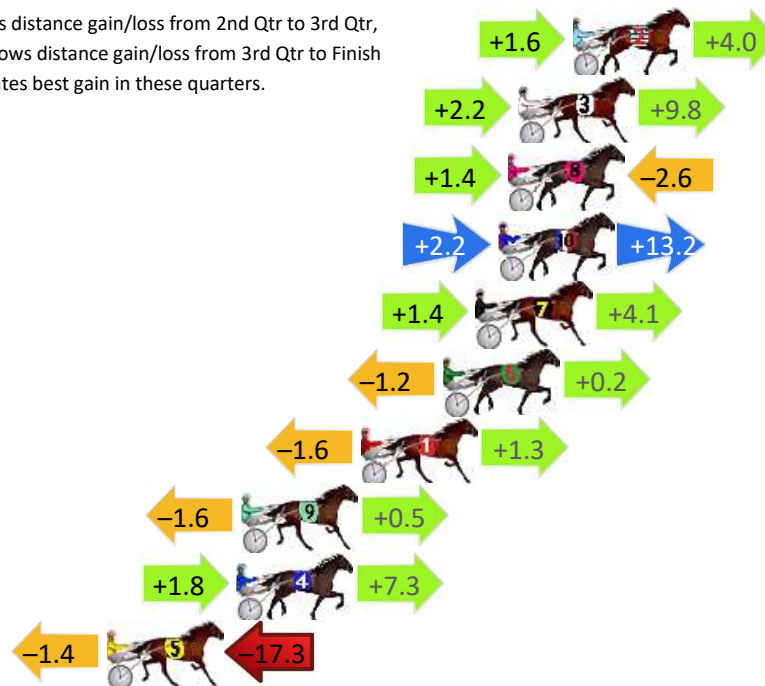 s distance gain/loss from 2nd Qtr to 3rd Qtr,
ows distance gain/loss from 3rd Qtr to Finish
ates best gain in these quarters.
+1.6 2 +4.0
+2.2 3 +9.8
+1.4 8 –2.6
+2.2 10 +13.2
+1.4 7 +4.1
–1.2 6 +0.2
–1.6 1 +1.3
–1.6 9 +0.5
+1.8 4 +7.3
–1.4 5 –17.3